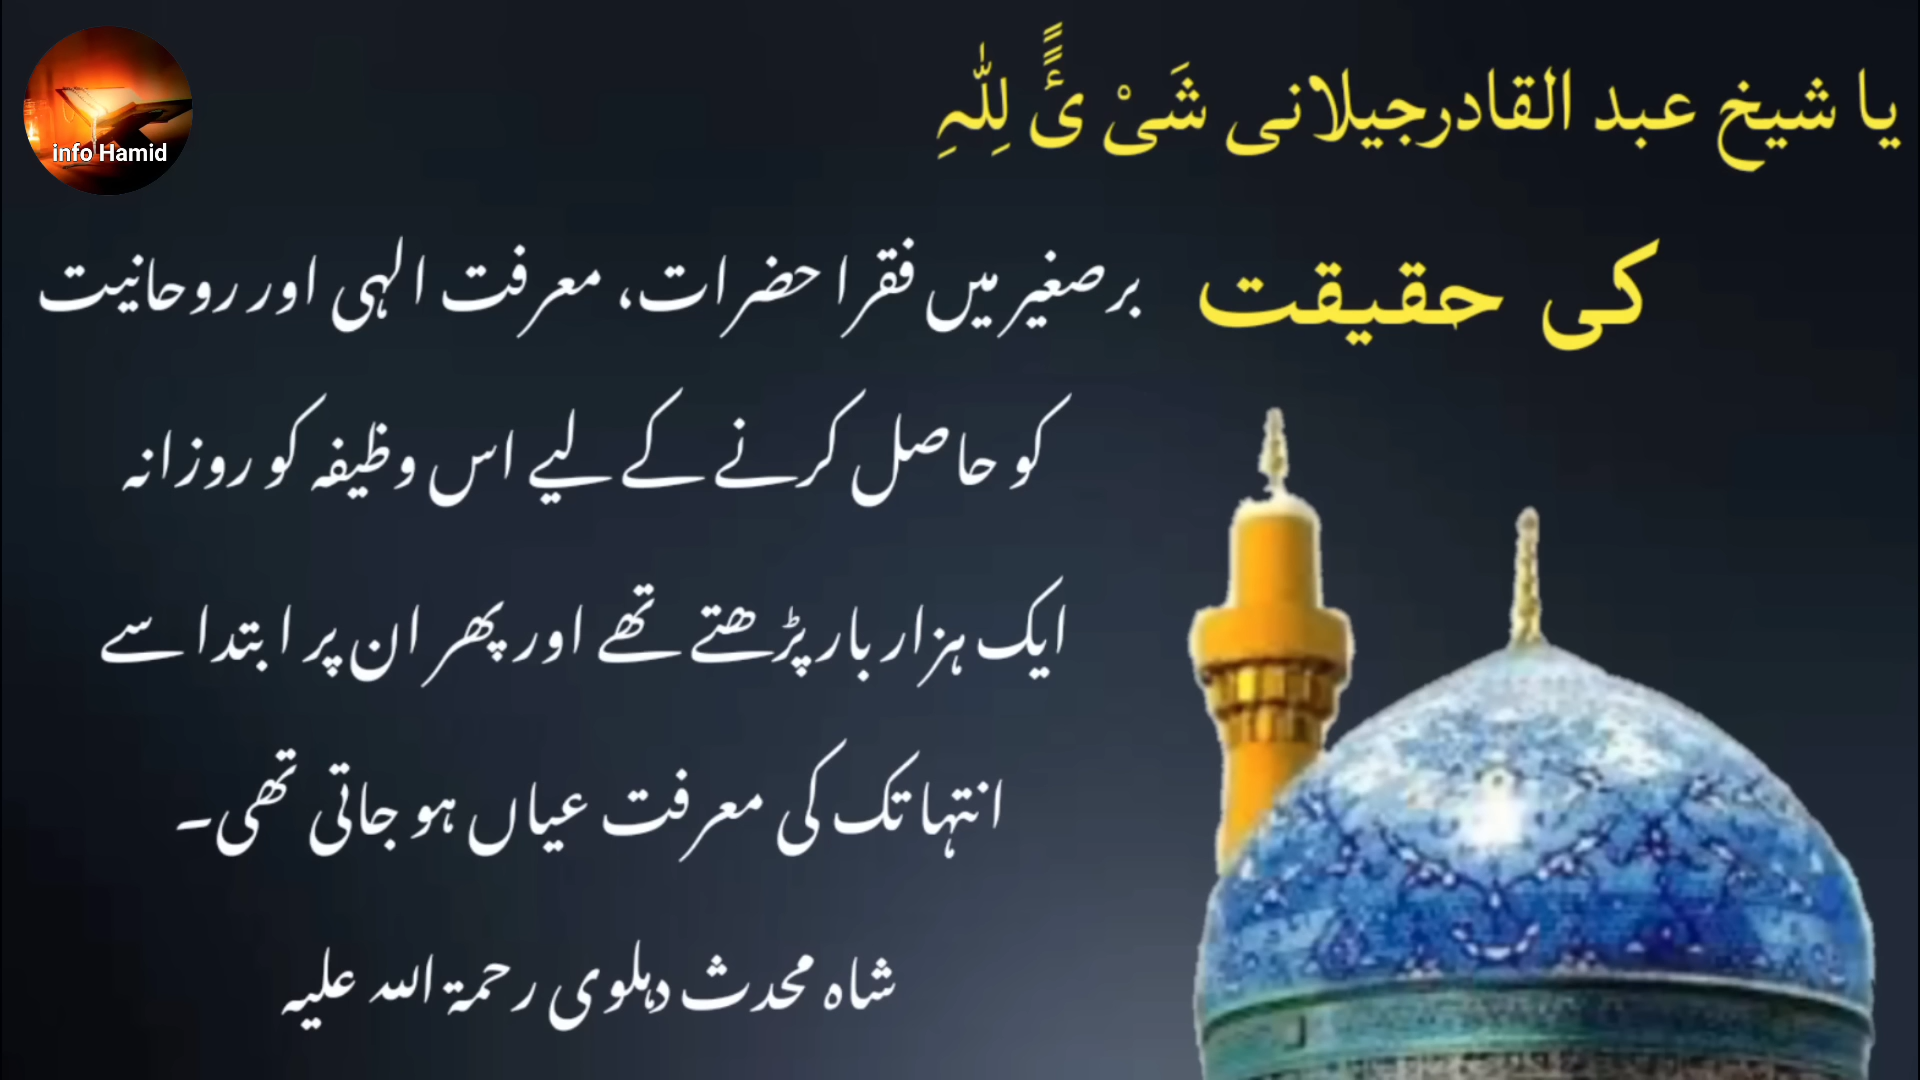 info Hamid
یا شیخ عبد القادرجیلانی شَیْ ئًا لِلّٰہِ
کی حقیقت
برصغیر میں فقرا حضرات، معرفت الہی اور روحانیت
کو حاصل کرنے کے لیے اس وظیفہ کو روزانہ
ایک ہزار بار پڑھتے تھے اور پھر ان پر ابتدا سے
انتہا تک کی معرفت عیاں ہو جاتی تھی۔
شاہ محدث دہلوی رحمۃ اللہ علیہ